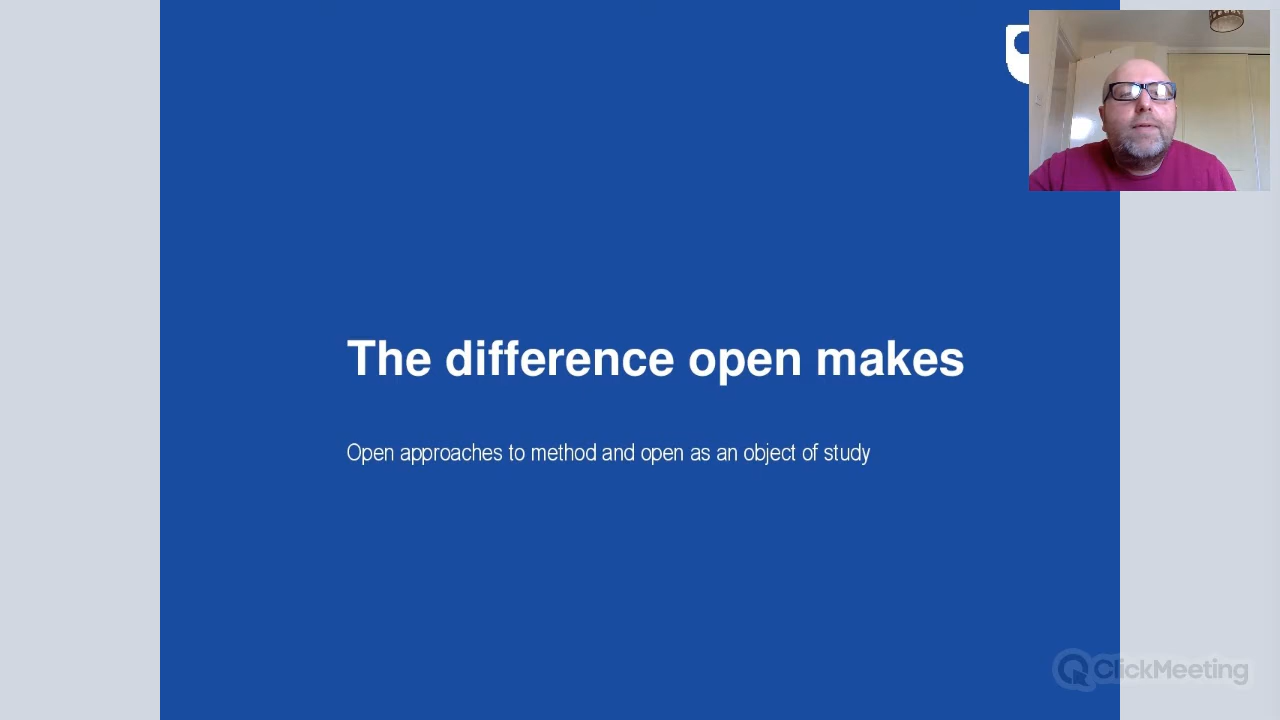 The difference open makes
Open approaches to method and open as an object of study
ClickMeeting